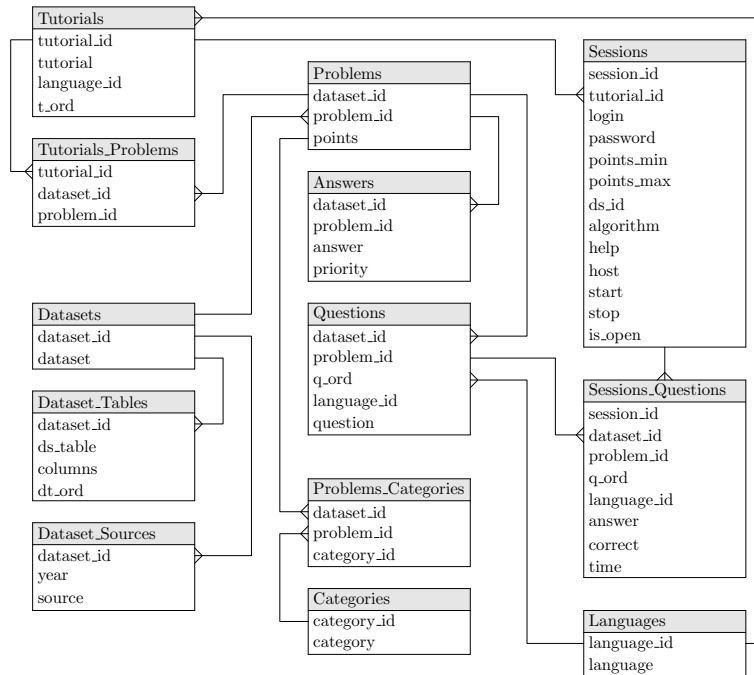 Tutorials
tutorial_id
tutorial
language_id
t_ord
Tutorials_Problems
tutorial_id
dataset_id
problem_id
Datasets
dataset_id
dataset
Dataset_Tables
dataset_id
ds_table
columns
dt_ord
Dataset_Sources
dataset_id
year
source
Problems
dataset_id
problem_id
points
Answers
dataset_id
problem_id
answer
priority
Questions
dataset_id
problem_id
q_ord
language_id
question
Problems_Categories
dataset_id
problem_id
category_id
Categories
category_id
category
Sessions
session_id
tutorial_id
login
password
points_min
points_max
ds_id
algorithm
help
host
start
stop
is_open
Sessions_Questions
session_id
dataset_id
problem_id
q_ord
language_id
answer
correct
time
Languages
language_id
language